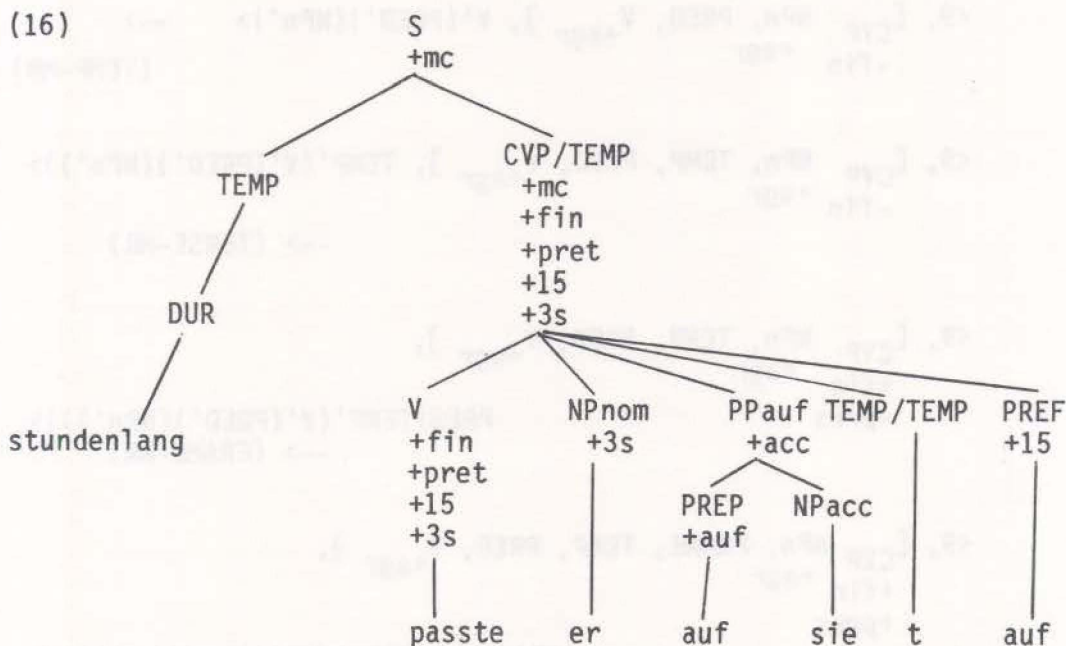 (16) S
+mc
CVP/TEMP
TEMP +mc
+fin
+pret
DUR +15
+3s
V NPnom PPauf TEMP/TEMP PREF
stundenlang +fin +3s +acc +15
+pret
+15 PREP NPacc
+3s +auf
passte er auf sie t auf